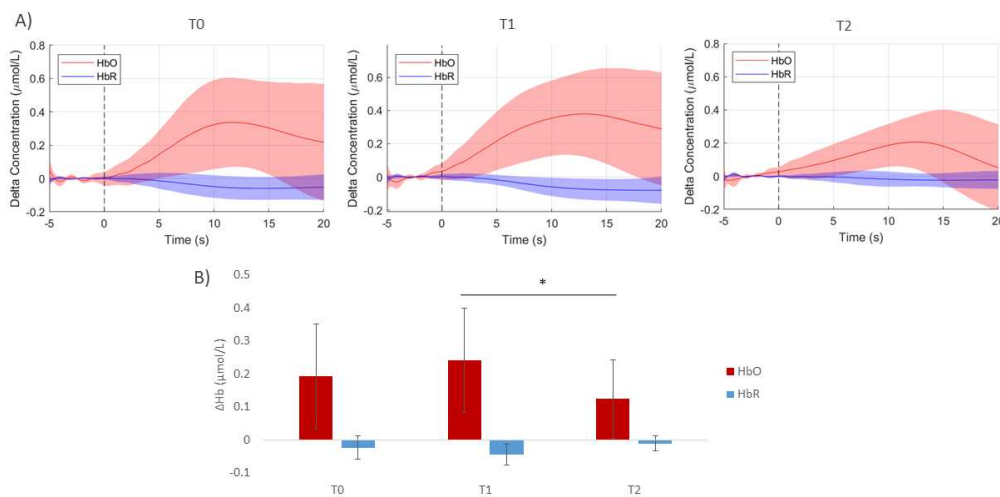 A)
T0
T1
T2
Delta Concentration (μmol/L)
0.8
0.6
0.4
0.2
0
-0.2
HbO
HbR
-5 0 5 10 15 20
Time (s)
Delta Concentration (μmol/L)
0.6
0.4
0.2
0
-0.2
HbO
HbR
-5 0 5 10 15 20
Time (s)
Delta Concentration (μmol/L)
0.8
0.6
0.4
0.2
0
-0.2
HbO
HbR
-5 0 5 10 15 20
Time (s)
B)
ΔHb (μmol/L)
0.5
0.4
0.3
0.2
0.1
0
-0.1
*
T0 T1 T2
HbO
HbR